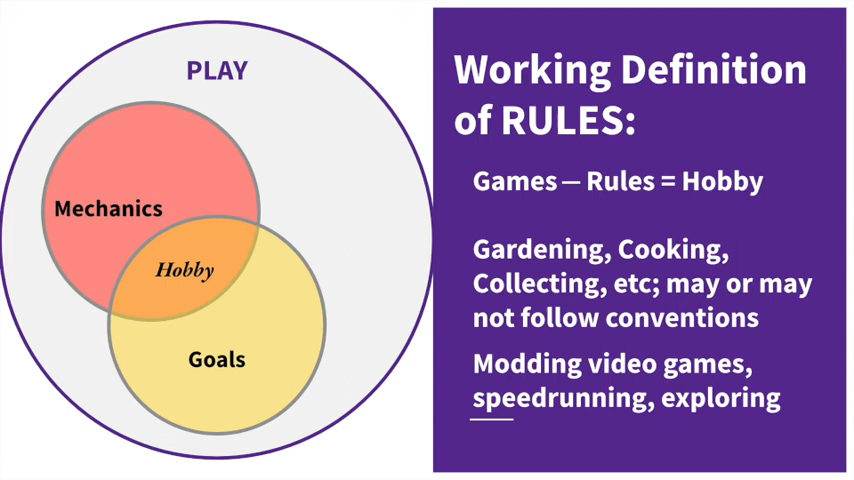 PLAY
Mechanics
Hobby
Goals
Working Definition
of RULES:
Games — Rules = Hobby
Gardening, Cooking,
Collecting, etc; may or may
not follow conventions
Modding video games,
speedrunning, exploring